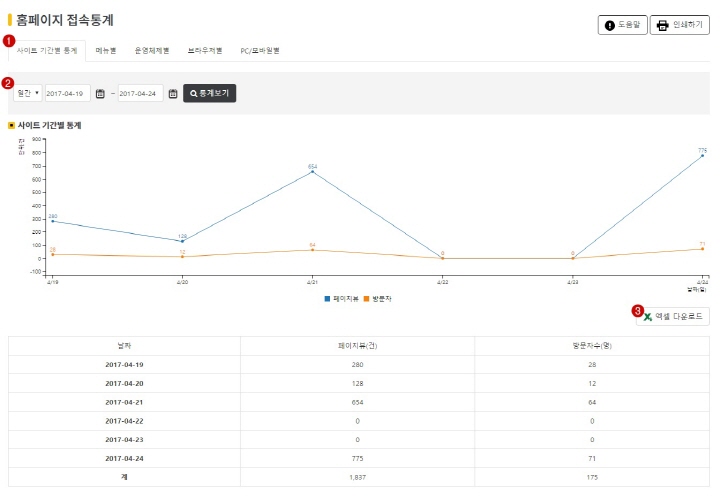 홈페이지 접속통계
도움말
인쇄하기
1
사이트 기간별 통계 메뉴별 운영체제별 브라우저별 PC/모바일별
2
일간 2017-04-19 ~ 2017-04-24 통계보기
사이트 기간별 통계
900
800
700
600
500
400
300
200
100
0
-100
280
128
654
0
0
775
28
12
64
71
4/19 4/20 4/21 4/22 4/23 4/24
날짜(일)
페이지뷰 방문자
3
엑셀 다운로드
날짜 페이지뷰(건) 방문자수(명)
2017-04-19 280 28
2017-04-20 128 12
2017-04-21 654 64
2017-04-22 0 0
2017-04-23 0 0
2017-04-24 775 71
계 1,837 175